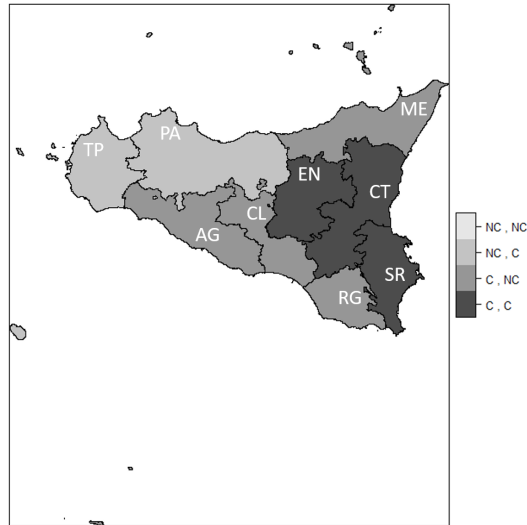 ME
PA
TP
EN
CT
CL
AG
SR
RG
NC , NC
NC , C
C , NC
C , C